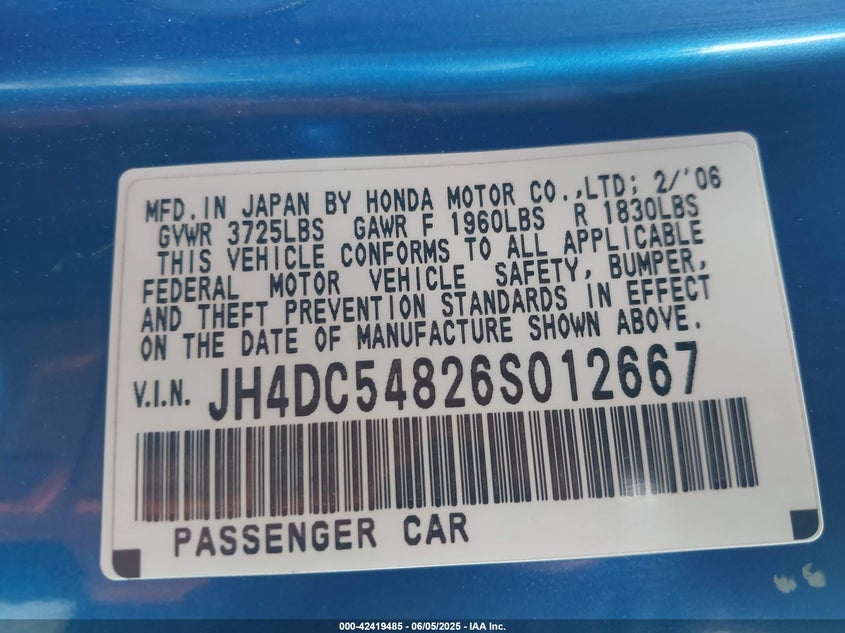 MFD.IN JAPAN BY HONDA MOTOR CO.,LTD; 2/'06
GVWR 3725LBS GAWR F 1960LBS R 1830LBS
THIS VEHICLE CONFORMS TO ALL APPLICABLE
FEDERAL MOTOR VEHICLE SAFETY, BUMPER,
AND THEFT PREVENTION STANDARDS IN EFFECT
ON THE DATE OF MANUFACTURE SHOWN ABOVE.
V.I.N. JH4DC54826S012667
PASSENGER CAR
000-42419485 - 06/05/2025 - IAA Inc.